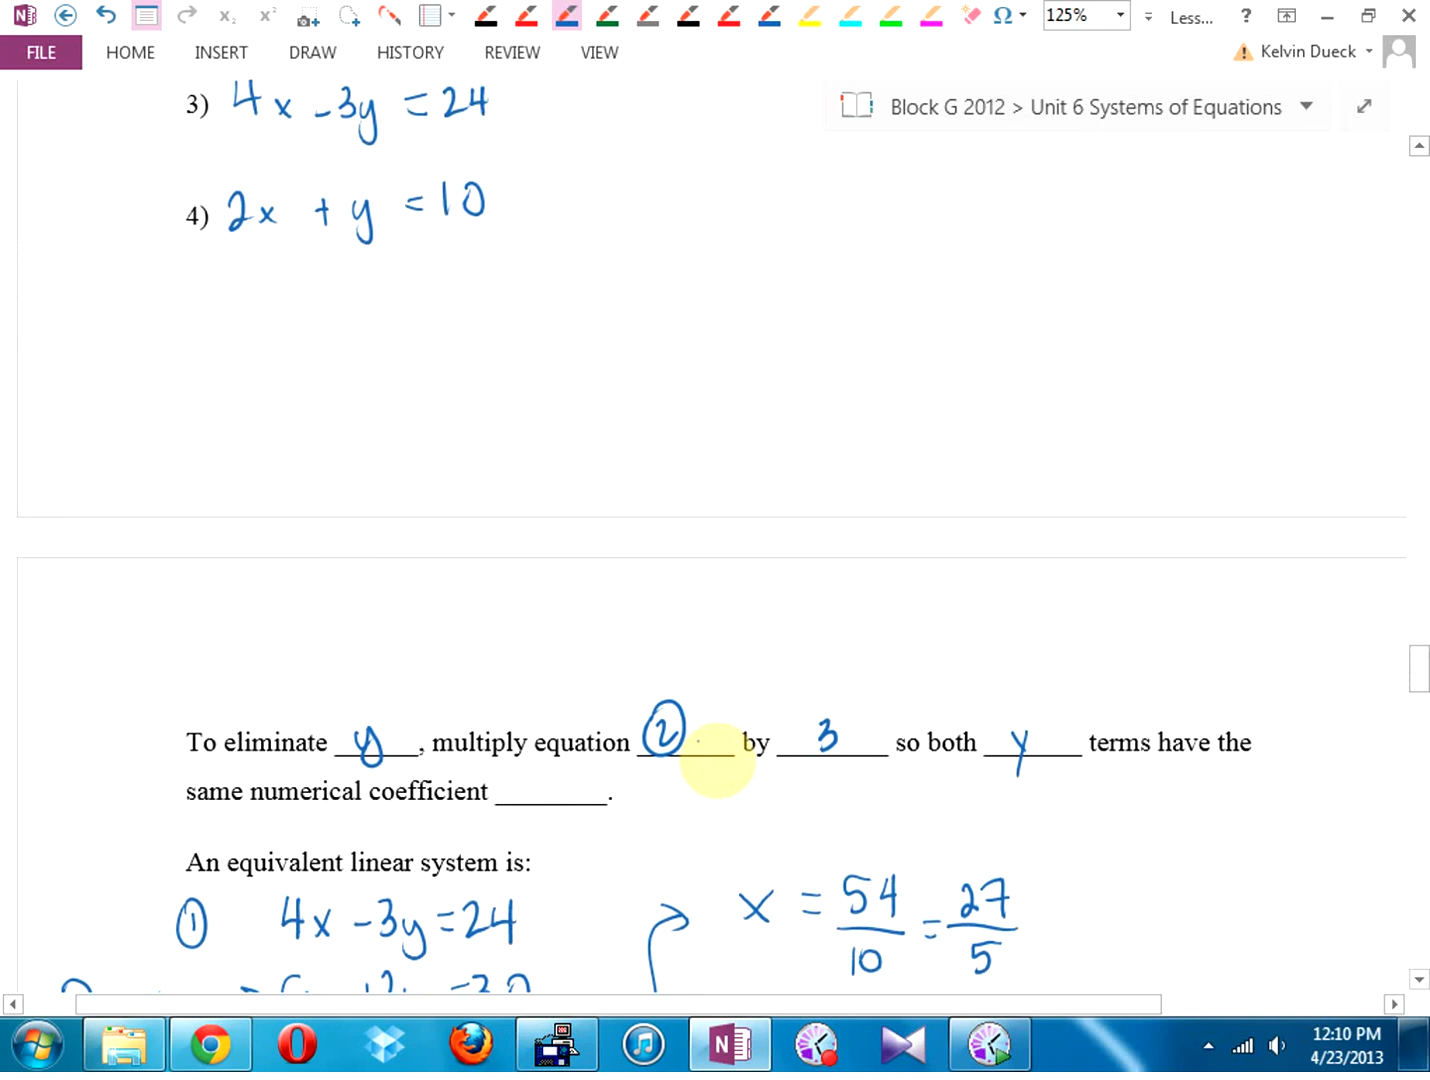 125% Less... ?
FILE HOME INSERT DRAW HISTORY REVIEW VIEW Kelvin Dueck
3) 4x - 3y = 24
Block G 2012 > Unit 6 Systems of Equations
4) 2x + y = 10
To eliminate y, multiply equation 2 by 3 so both y terms have the
same numerical coefficient ________.
An equivalent linear system is:
1 4x - 3y = 24
x = 54/10 = 27/5
12:10 PM
4/23/2013